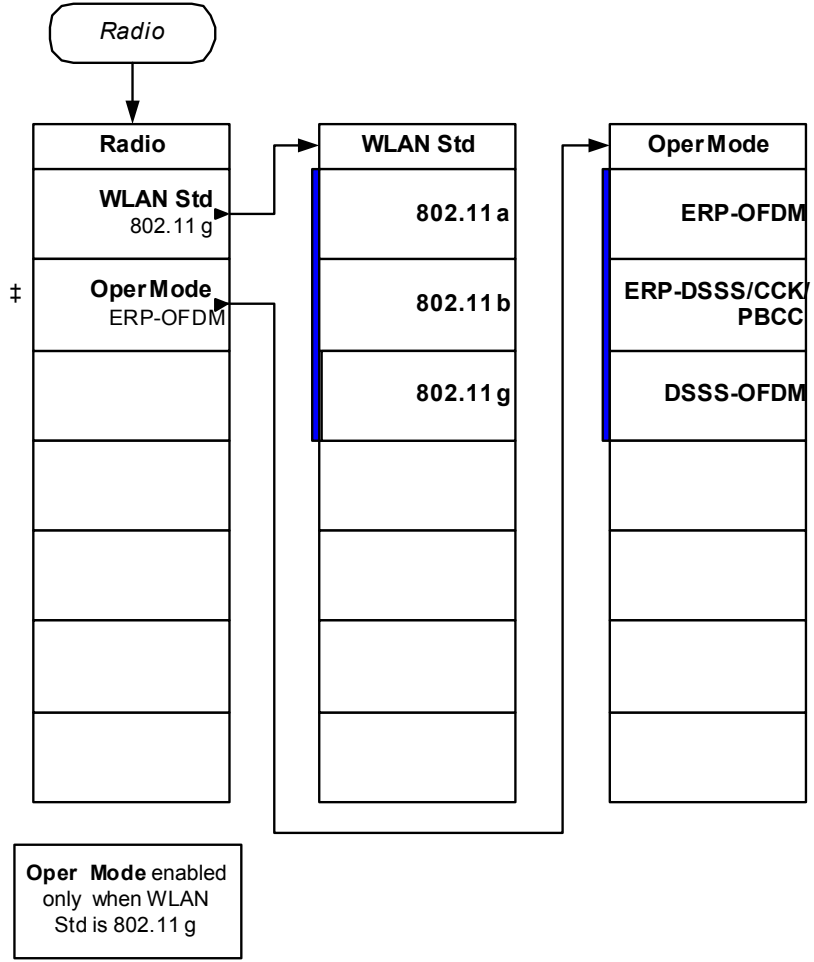 Radio
Radio
WLAN Std
802.11 g
‡
Oper Mode
ERP-OFDM
WLAN Std
802.11 a
802.11 b
802.11 g
Oper Mode
ERP-OFDM
ERP-DSSS/CCK/
PBCC
DSSS-OFDM
Oper Mode enabled
only when WLAN
Std is 802.11 g